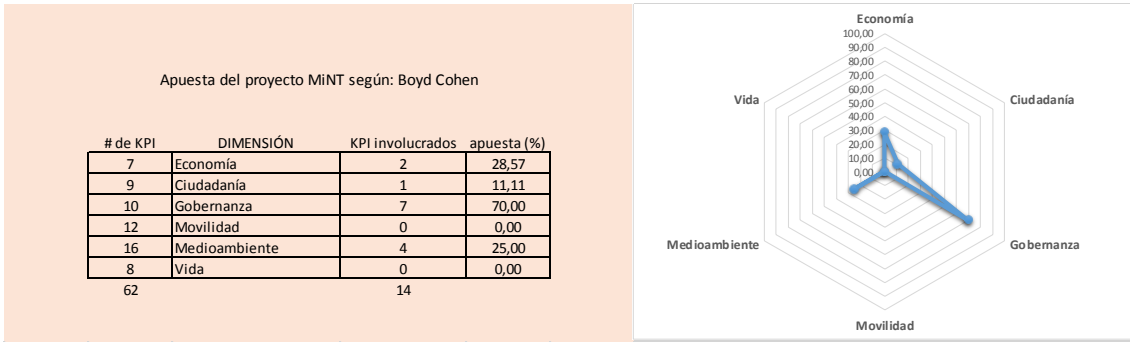 Apuesta del proyecto MiNT según: Boyd Cohen
# de KPI DIMENSIÓN KPI involucrados apuesta (%)
7 Economía 2 28,57
9 Ciudadanía 1 11,11
10 Gobernanza 7 70,00
12 Movilidad 0 0,00
16 Medioambiente 4 25,00
8 Vida 0 0,00
62 14
Economía
100,00
90,00
80,00
70,00
60,00
50,00
40,00
30,00
20,00
10,00
0,00
Vida
Ciudadanía
Medioambiente
Gobernanza
Movilidad